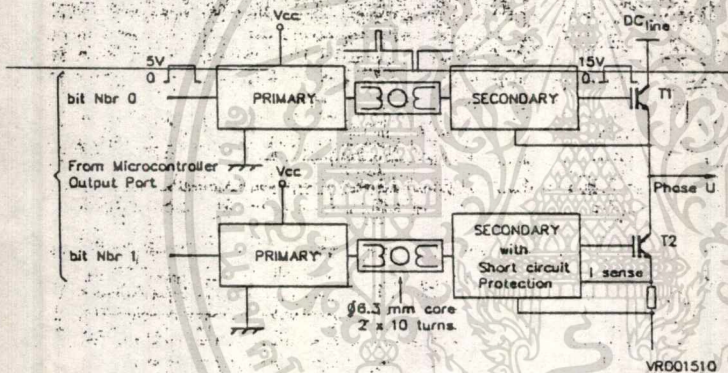 Vcc
DC line
5V
0
15V
0
bit Nbr 0
PRIMARY
SECONDARY
T1
From Microcontroller
Output Port
Vcc
Phase U
bit Nbr 1
PRIMARY
SECONDARY
with
Short circuit
Protection
T2
I sense
φ6.3 mm core
2 x 10 turns
VR001510